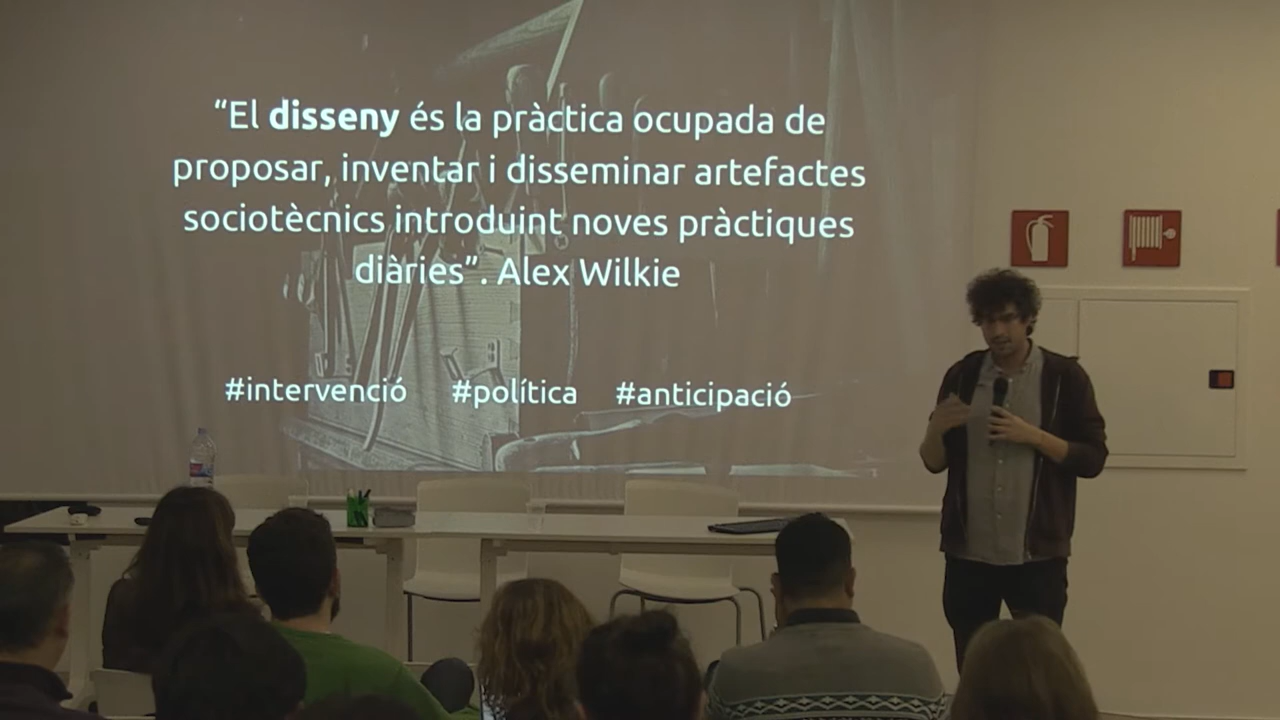 “El disseny és la pràctica ocupada de
proposar, inventar i disseminar artefactes
sociotècnics introduint noves pràctiques
diàries”. Alex Wilkie
#intervenció #política #anticipació